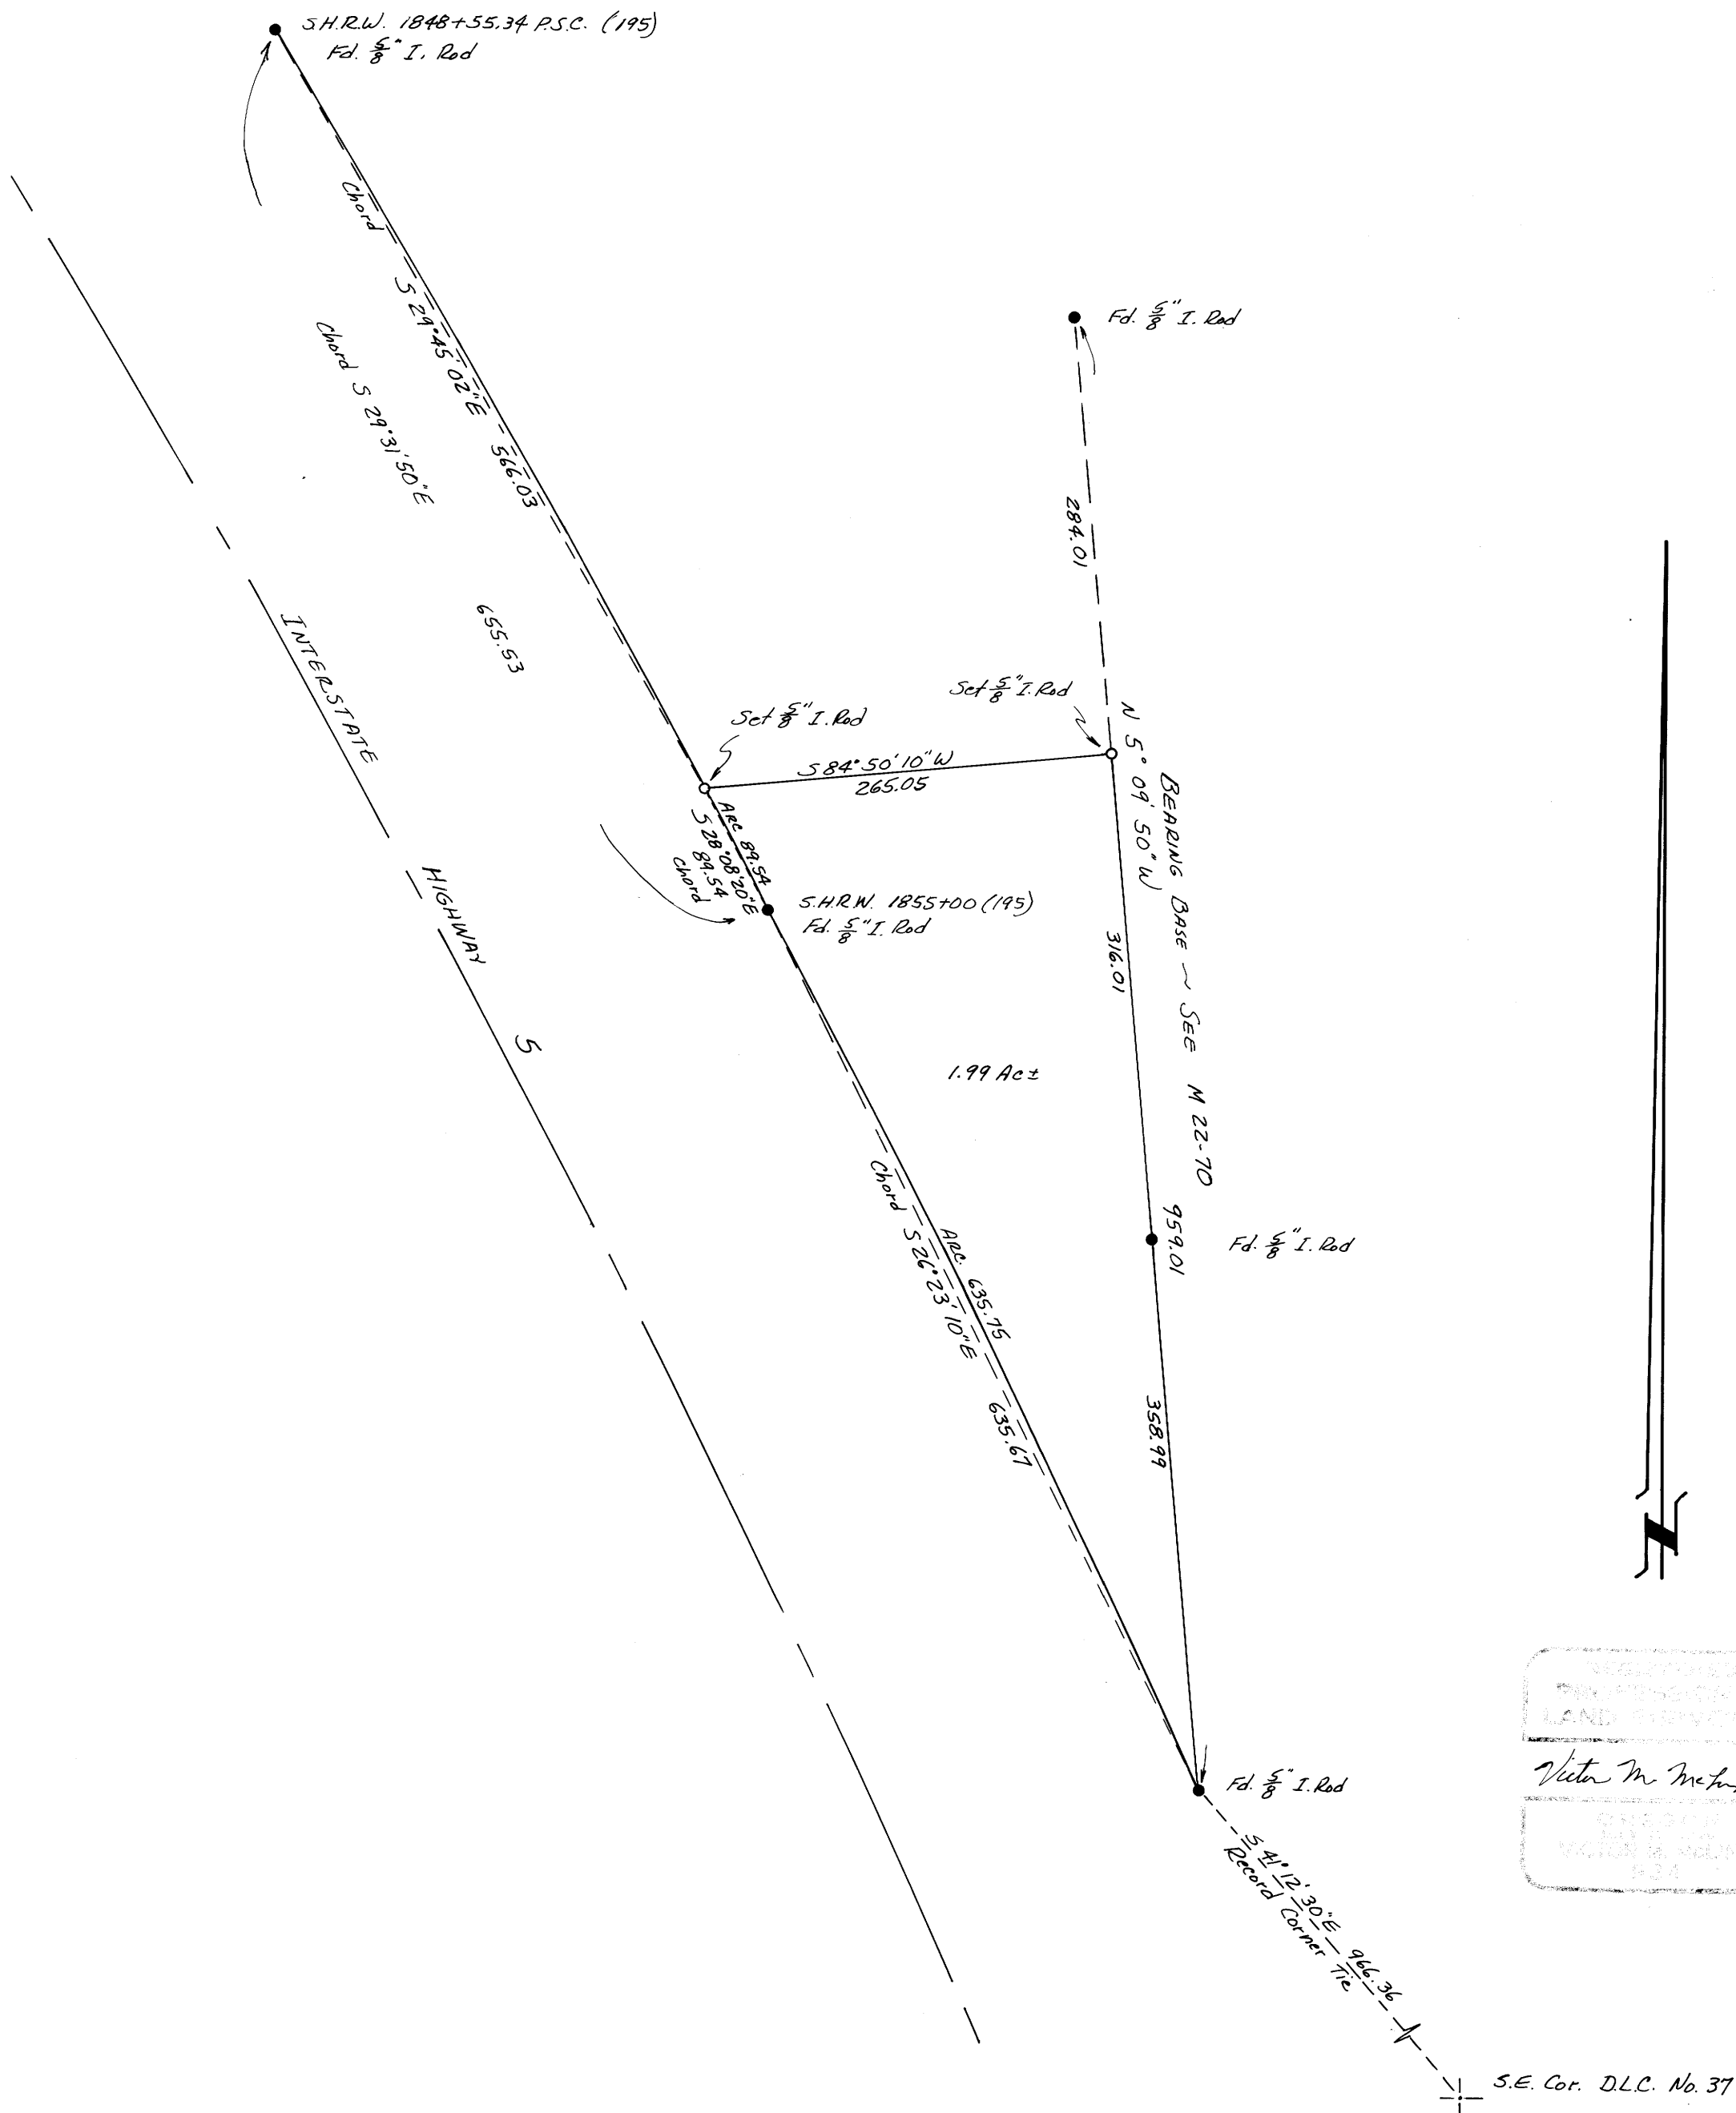 S.H.R.W. 1848+55.34 P.S.C. (195)
Fd. 5/8" I. Rod
Chord S 29°45'02"E 566.03
Chord S 29°31'50"E
655.53
Fd. 5/8" I. Rod
284.01
Set 5/8" I. Rod
Set 5/8" I. Rod
S 84°50'10" W
265.05
N 5°09'50" W
BEARING BASE ~ SEE M 22-70
INTERSTATE
HIGHWAY
5
ARC 89.54
S 28°08'20"E
89.54
Chord
S.H.R.W. 1855+00 (195)
Fd. 5/8" I. Rod
316.01
1.99 Ac ±
959.01
Fd. 5/8" I. Rod
ARC. 635.75
Chord S 26°23'10"E 635.67
358.99
N
Fd. 5/8" I. Rod
LAND
Victor M.
S 41°12'30"E 966.36
Record Corner Tie
S.E. Cor. D.L.C. No. 37